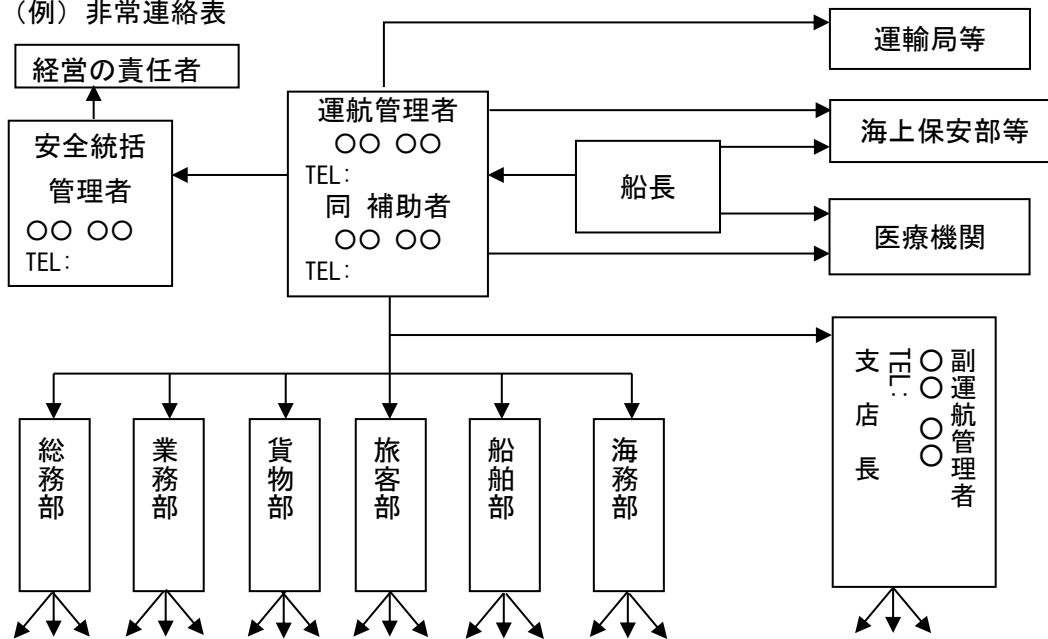 （例）非常連絡表
経営の責任者
安全統括
管理者
○○ ○○
TEL：
運航管理者
○○ ○○
TEL：
同 補助者
○○ ○○
TEL：
船長
運輸局等
海上保安部等
医療機関
総務部
業務部
貨物部
旅客部
船舶部
海務部
副運航管理者
○○ ○○
TEL：
支店長